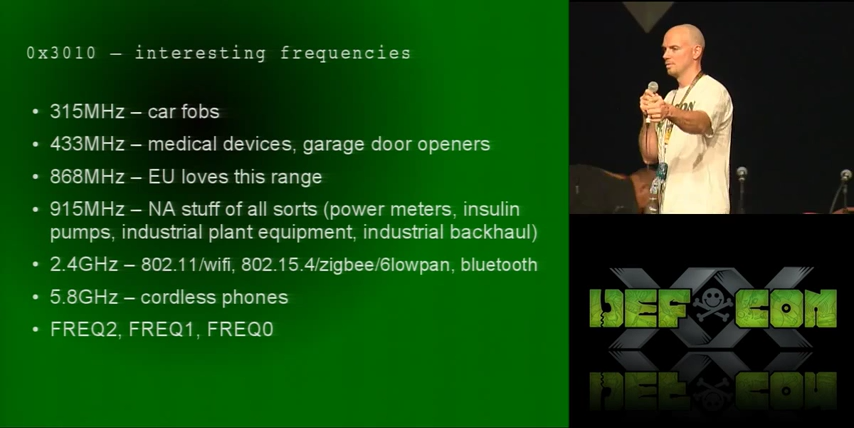 0x3010 – interesting frequencies
• 315MHz – car fobs
• 433MHz – medical devices, garage door openers
• 868MHz – EU loves this range
• 915MHz – NA stuff of all sorts (power meters, insulin
pumps, industrial plant equipment, industrial backhaul)
• 2.4GHz – 802.11/wifi, 802.15.4/zigbee/6lowpan, bluetooth
• 5.8GHz – cordless phones
• FREQ2, FREQ1, FREQ0
XX
DEF CON